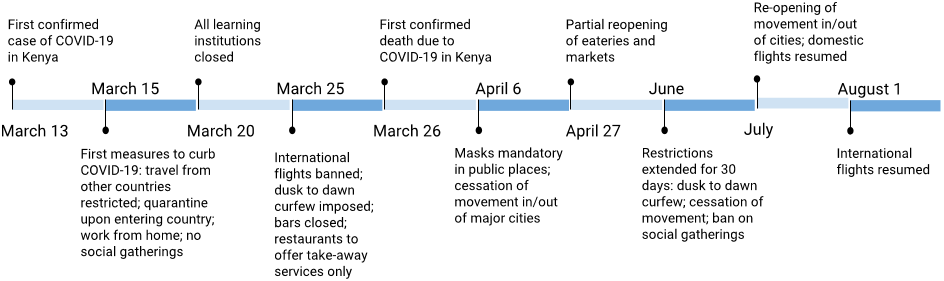 First confirmed
case of COVID-19
in Kenya
March 13
March 15
First measures to curb
COVID-19: travel from
other countries
restricted; quarantine
upon entering country;
work from home; no
social gatherings
All learning
institutions
closed
March 20
March 25
International
flights banned;
dusk to dawn
curfew imposed;
bars closed;
restaurants to
offer take-away
services only
First confirmed
death due to
COVID-19 in Kenya
March 26
April 6
Masks mandatory
in public places;
cessation of
movement in/out
of major cities
Partial reopening
of eateries and
markets
April 27
June
Restrictions
extended for 30
days: dusk to dawn
curfew; cessation of
movement; ban on
social gatherings
Re-opening of
movement in/out
of cities; domestic
flights resumed
July
August 1
International
flights resumed